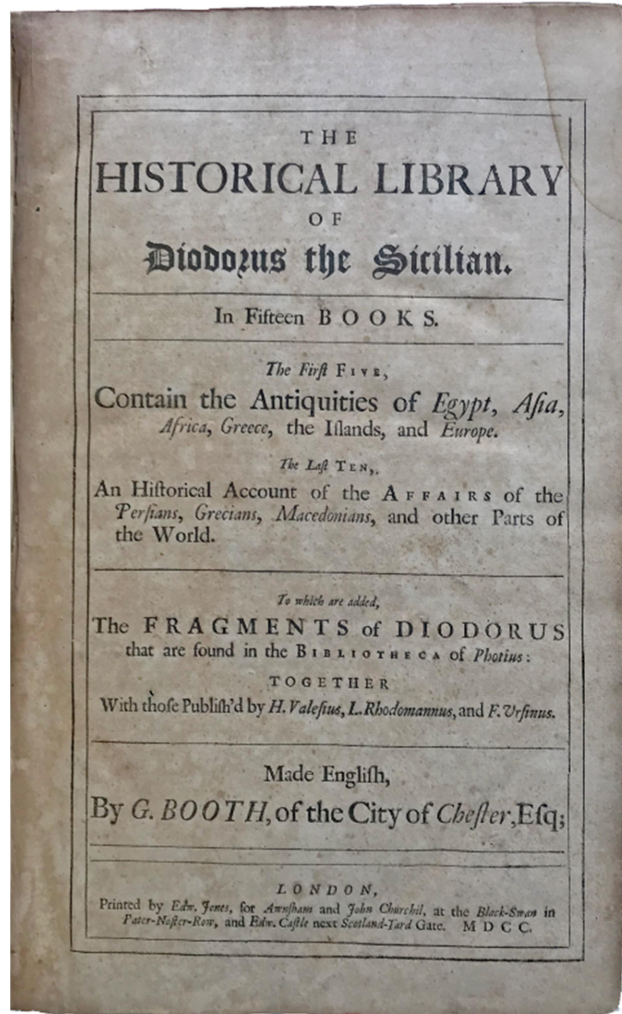 THE
HISTORICAL LIBRARY
OF
Diodorus the Sicilian.
In Fifteen BOOKS.
The Firſt FIVE,
Contain the Antiquities of Egypt, Aſia,
Africa, Greece, the Iſlands, and Europe.
The Laſt TEN,.
An Hiſtorical Account of the AFFAIRS of the
Perſians, Grecians, Macedonians, and other Parts of
the World.
To which are added,
The FRAGMENTS of DIODORUS
that are found in the BIBLIOTHECA of Photius:
TOGETHER
With thoſe Publiſh'd by H. Valeſius, L. Rhodomannus, and F. Urſinus.
Made Engliſh,
By G. BOOTH, of the City of Cheſter, Eſq;
LONDON,
Printed by Edw. Jones, for Awnſham and John Churchil, at the Black-Swan in
Pater-Noſter-Row, and Edw. Caſtle next Scotland-Yard Gate. MDCC.